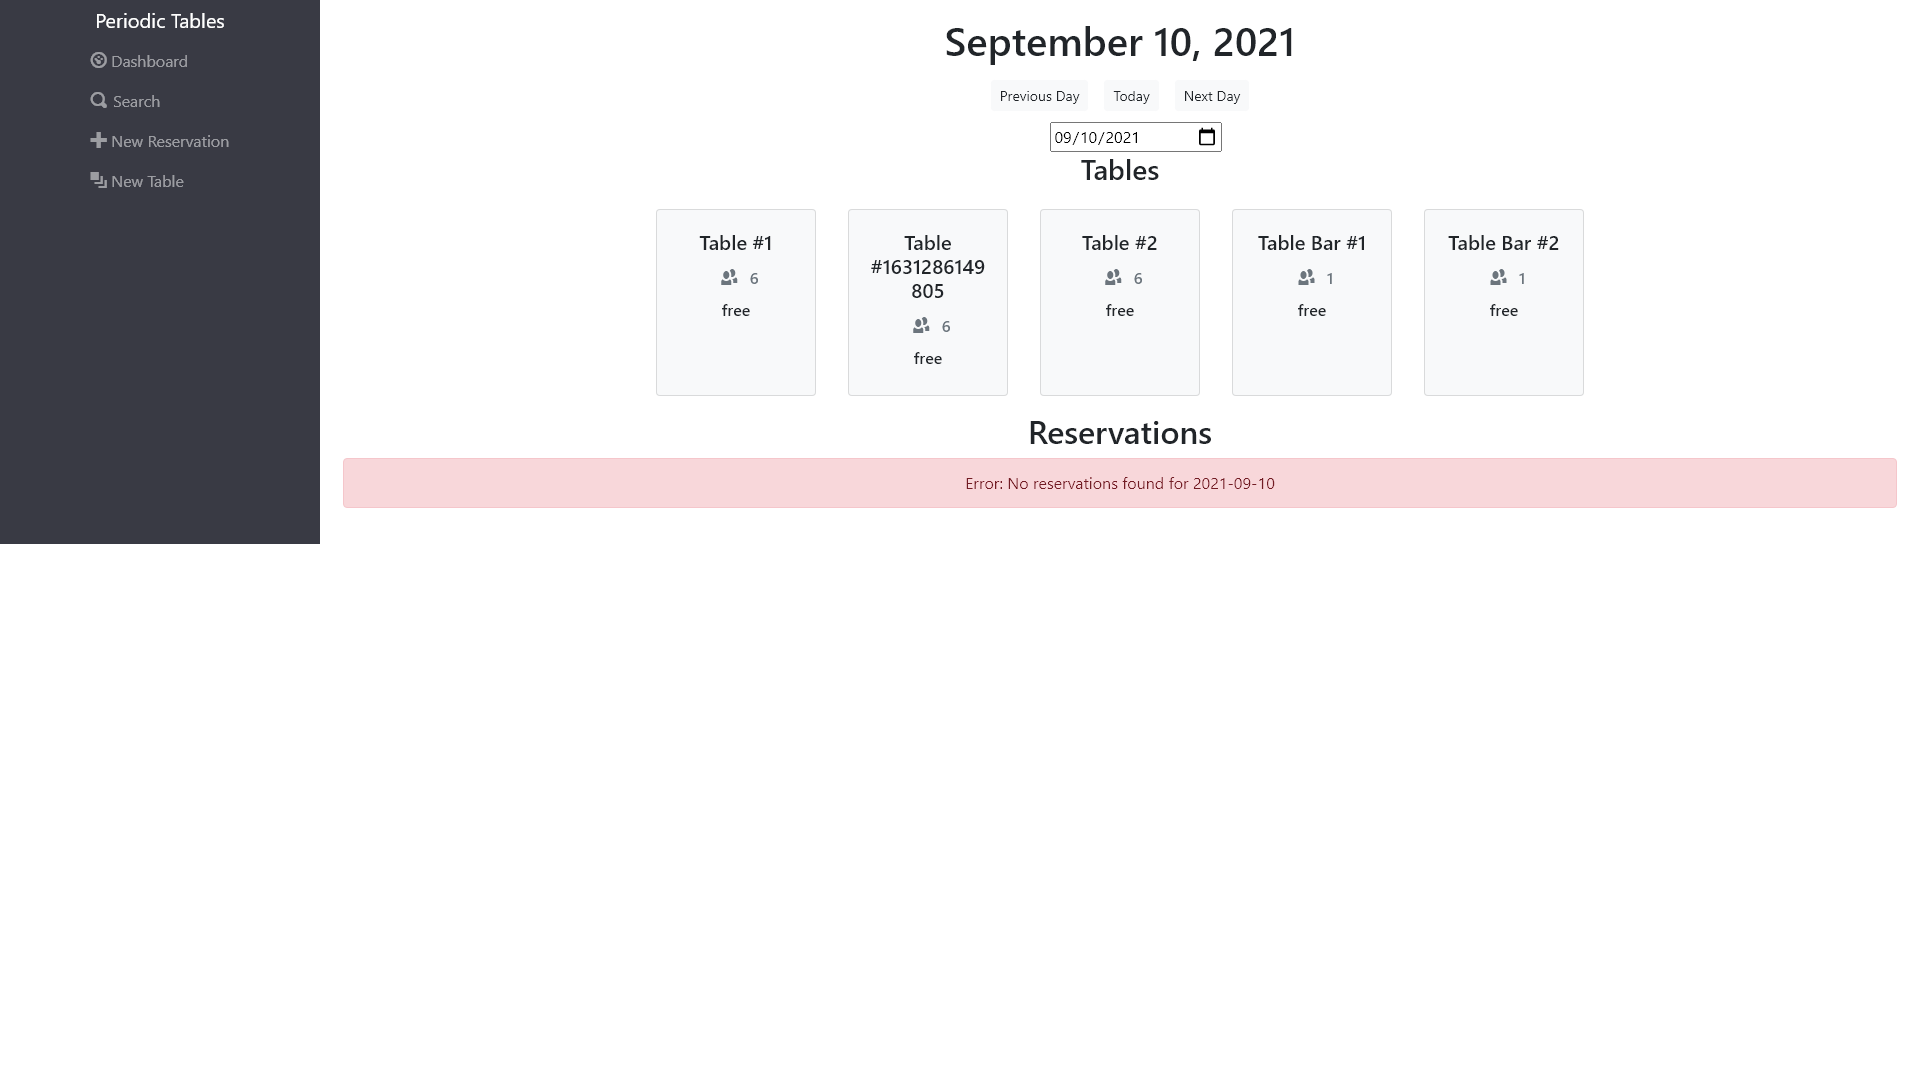 Periodic Tables
Dashboard
Search
New Reservation
New Table
September 10, 2021
Previous Day Today Next Day
09/10/2021
Tables
Table #1
6
free
Table
#1631286149
805
6
free
Table #2
6
free
Table Bar #1
1
free
Table Bar #2
1
free
Reservations
Error: No reservations found for 2021-09-10